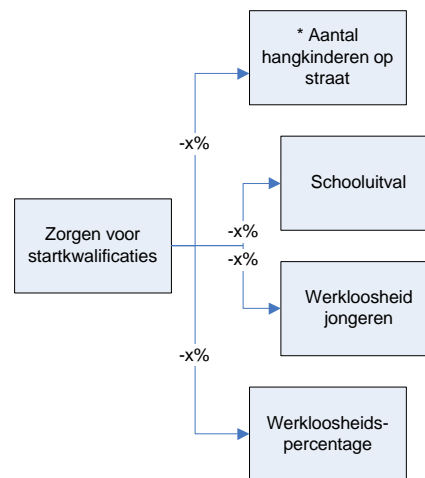 * Aantal
hangkinderen op
straat
-x%
Schooluitval
Zorgen voor
startkwalificaties
-x%
-x%
Werkloosheid
jongeren
-x%
Werkloosheids-
percentage